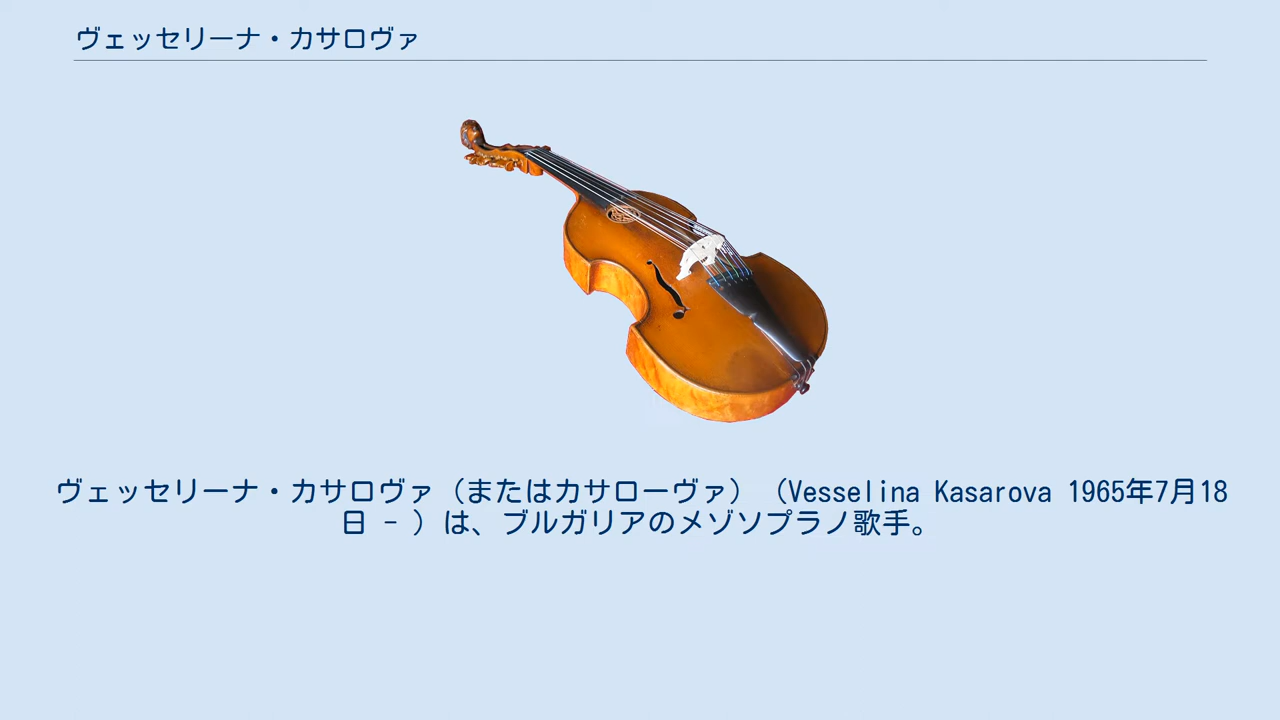 ヴェッセリーナ・カサロヴァ
ヴェッセリーナ・カサロヴァ（またはカサローヴァ）（Vesselina Kasarova 1965年7月18
日 - ）は、ブルガリアのメゾソプラノ歌手。